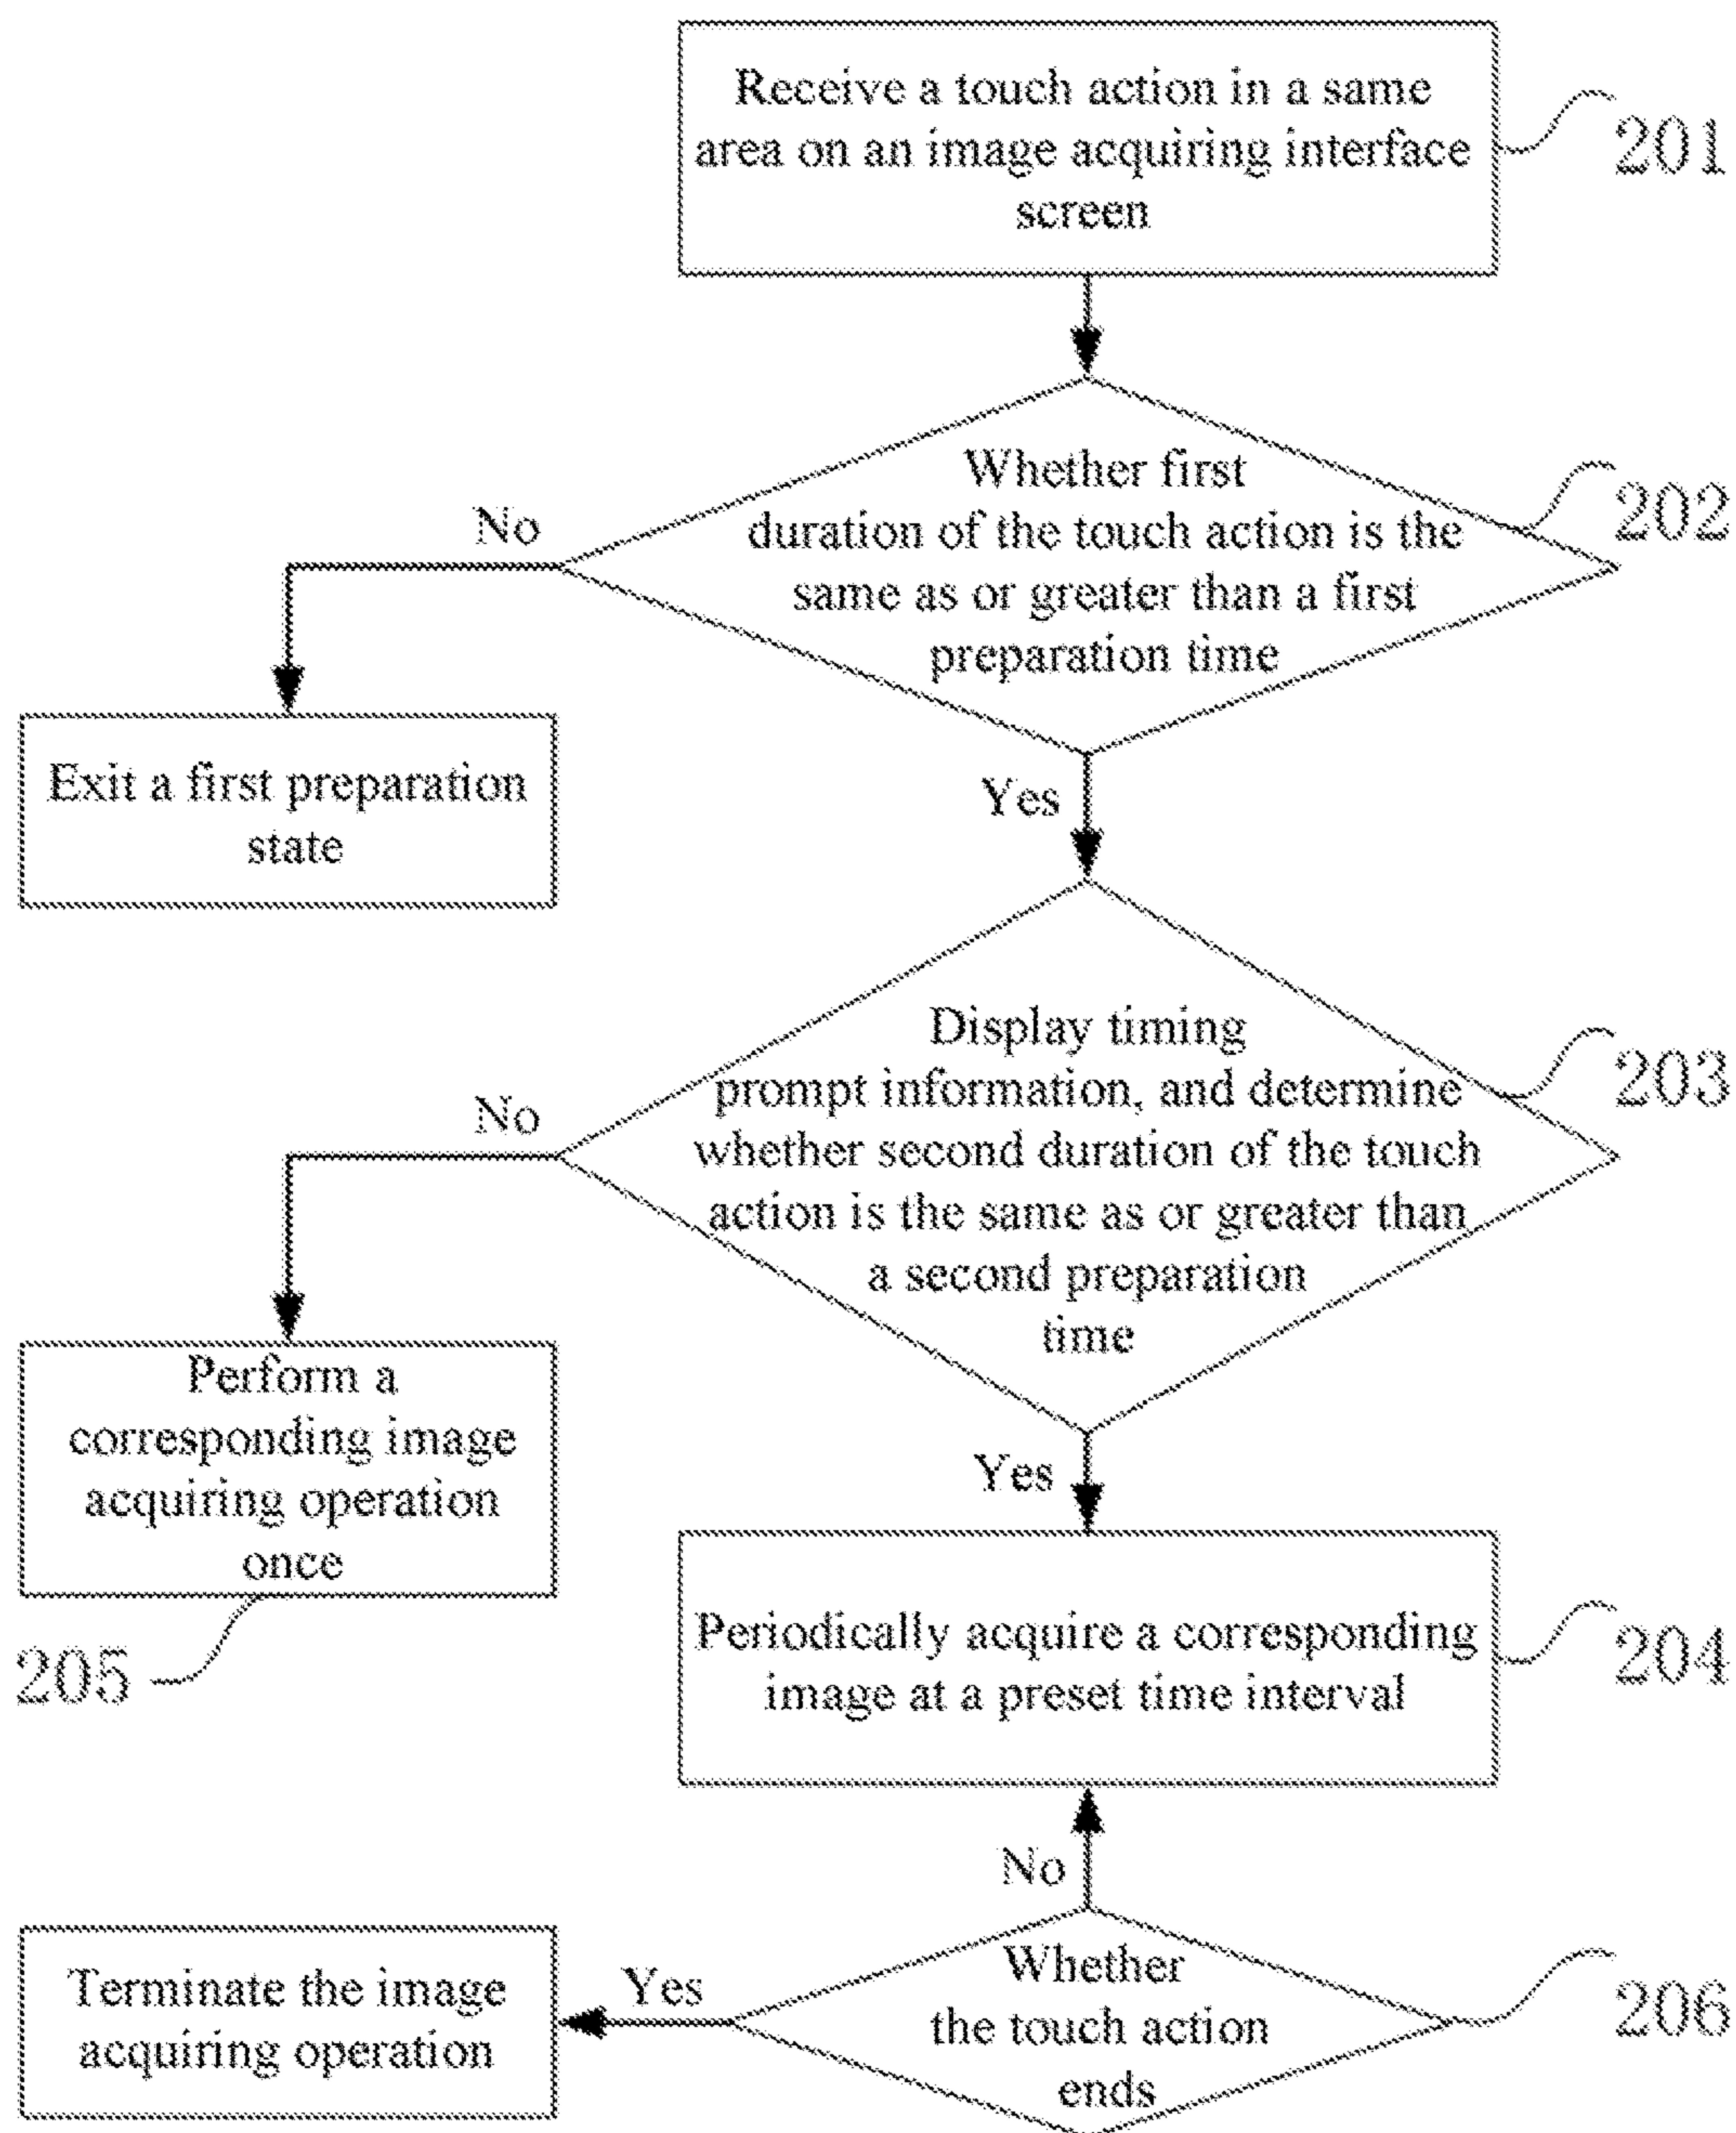 Receive a touch action in a same
area on an image acquiring interface
screen
201
Whether first
duration of the touch action is the
same as or greater than a first
preparation time
202
No
Exit a first preparation
state
Yes
Display timing
prompt information, and determine
whether second duration of the touch
action is the same as or greater than
a second preparation
time
203
No
Perform a
corresponding image
acquiring operation
once
205
Yes
Periodically acquire a corresponding
image at a preset time interval
204
No
Whether
the touch action
ends
206
Yes
Terminate the image
acquiring operation